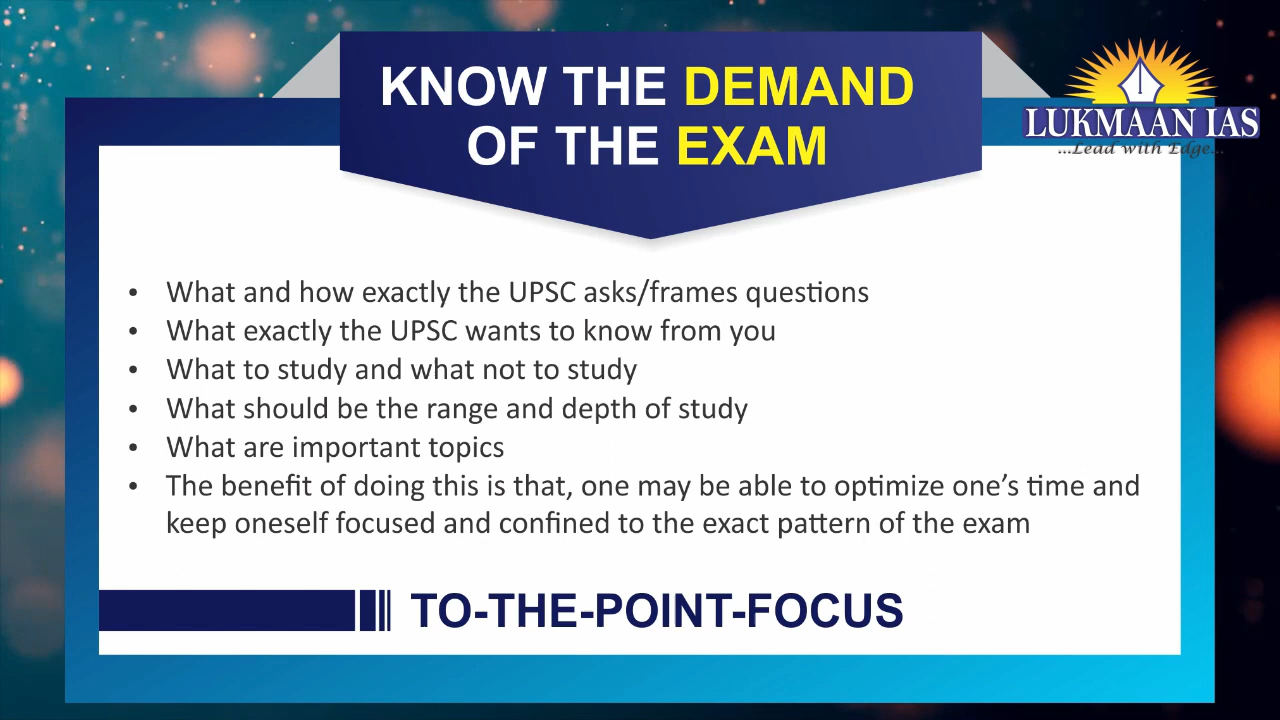 KNOW THE DEMAND
OF THE EXAM
LUKMAAN IAS
...Lead with Edge...
• What and how exactly the UPSC asks/frames questions
• What exactly the UPSC wants to know from you
• What to study and what not to study
• What should be the range and depth of study
• What are important topics
• The benefit of doing this is that, one may be able to optimize one’s time and
keep oneself focused and confined to the exact pattern of the exam
TO-THE-POINT-FOCUS